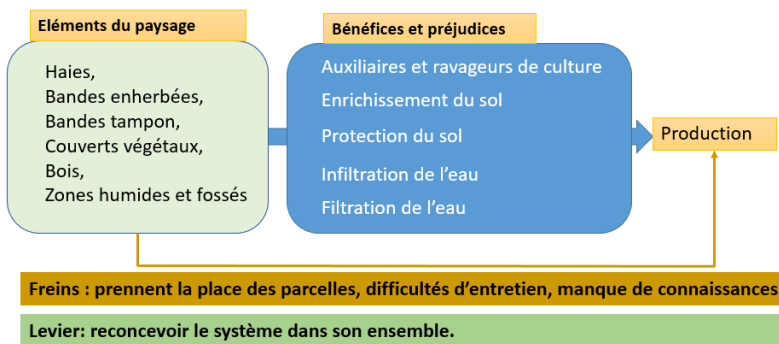 Eléments du paysage
Haies,
Bandes enherbées,
Bandes tampon,
Couverts végétaux,
Bois,
Zones humides et fossés
Bénéfices et préjudices
Auxiliaires et ravageurs de culture
Enrichissement du sol
Protection du sol
Infiltration de l’eau
Filtration de l’eau
Production
Freins : prennent la place des parcelles, difficultés d’entretien, manque de connaissances
Levier: reconcevoir le système dans son ensemble.